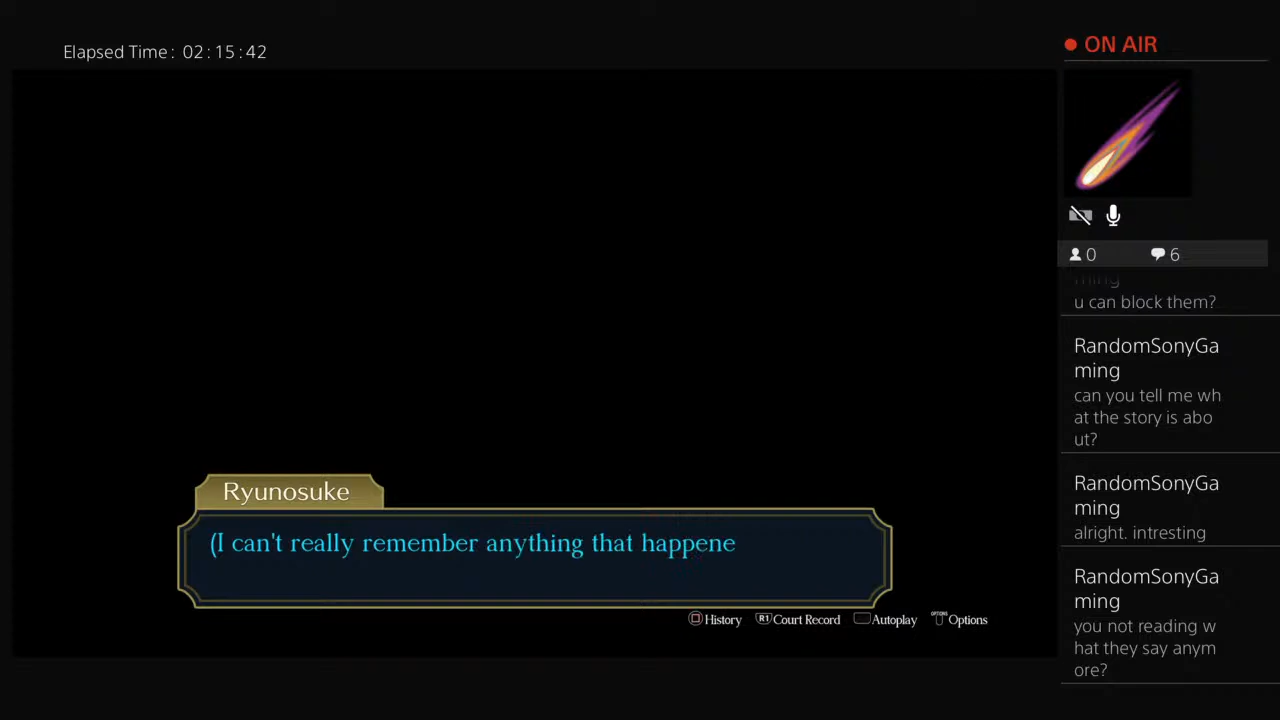 Elapsed Time: 02:15:42
ON AIR
0
6
u can block them?
RandomSonyGa
ming
can you tell me wh
at the story is abo
ut?
RandomSonyGa
ming
alright. intresting
RandomSonyGa
ming
you not reading w
hat they say anym
ore?
Ryunosuke
(I can't really remember anything that happene
History
R1 Court Record
Autoplay
OPTIONS Options